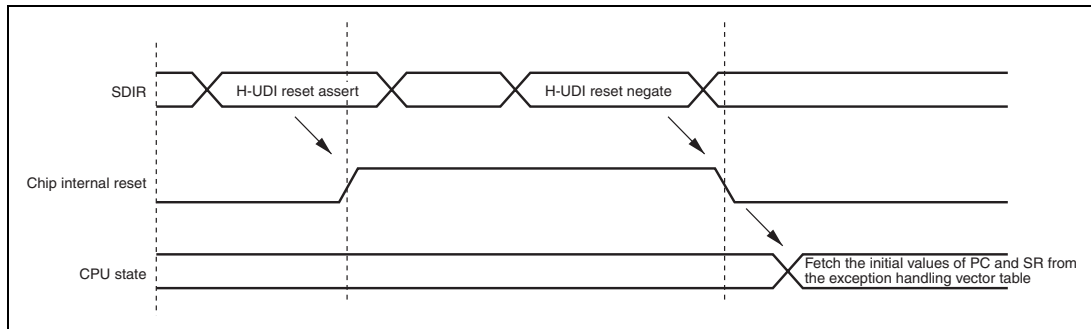 SDIR
H-UDI reset assert
H-UDI reset negate
Chip internal reset
CPU state
Fetch the initial values of PC and SR from
the exception handling vector table